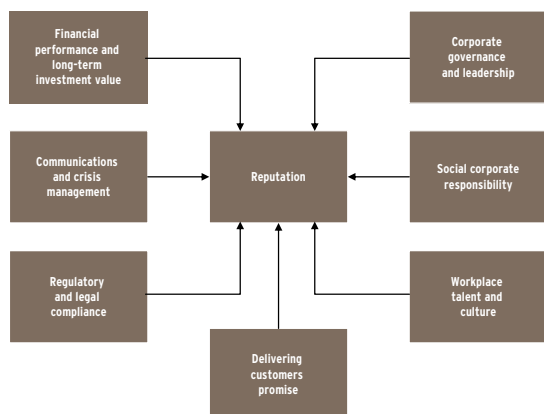 Financial
performance and
long-term
investment value
Corporate
governance
and leadership
Communications
and crisis
management
Reputation
Social corporate
responsibility
Regulatory
and legal
compliance
Workplace
talent and
culture
Delivering
customers
promise